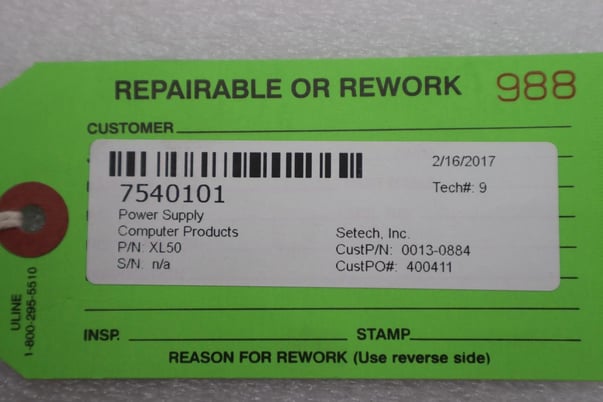 REPAIRABLE OR REWORK 988
CUSTOMER
2/16/2017
7540101 Tech#: 9
Power Supply
Computer Products Setech, Inc.
P/N: XL50 CustP/N: 0013-0884
S/N: n/a CustPO#: 400411
INSP. STAMP
REASON FOR REWORK (Use reverse side)
ULINE
1-800-295-5510